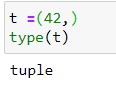 t =(42,)
type(t)
tuple